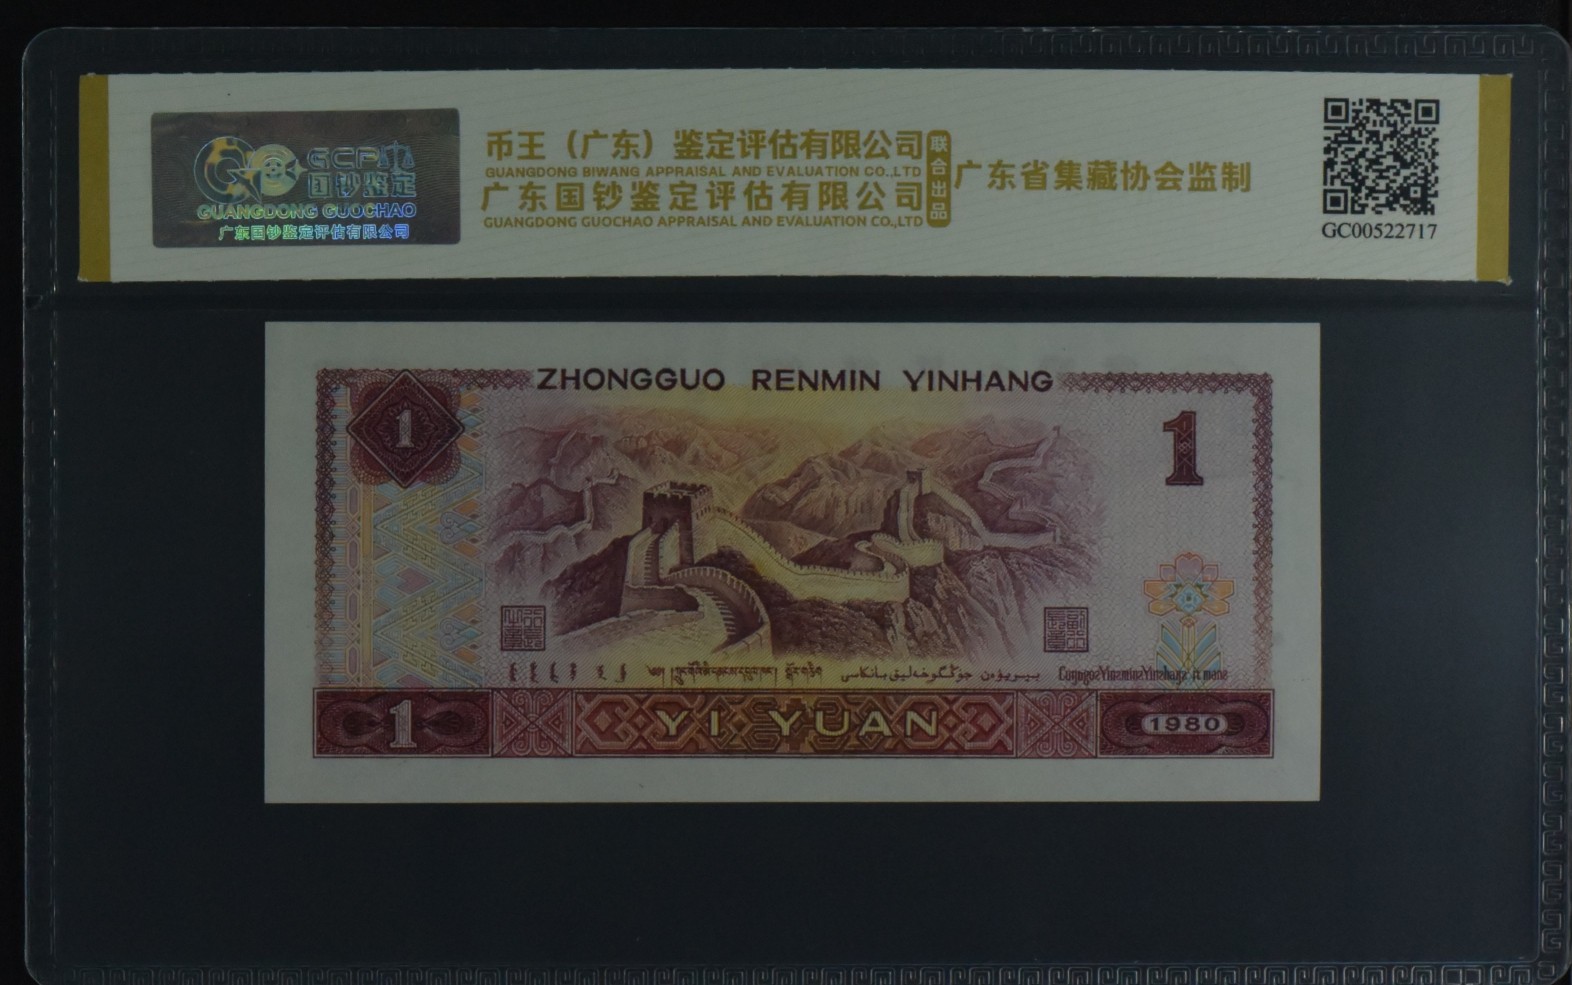 GCP
国钞鉴定
GUANGDONG GUOCHAO
广东国钞鉴定评估有限公司
币王（广东）鉴定评估有限公司
GUANGDONG BIWANG APPRAISAL AND EVALUATION CO.,LTD
广东国钞鉴定评估有限公司
GUANGDONG GUOCHAO APPRAISAL AND EVALUATION CO.,LTD
联合出品
广东省集藏协会监制
GC00522717
ZHONGGUO RENMIN YINHANG
1
1
1
YI YUAN
1980